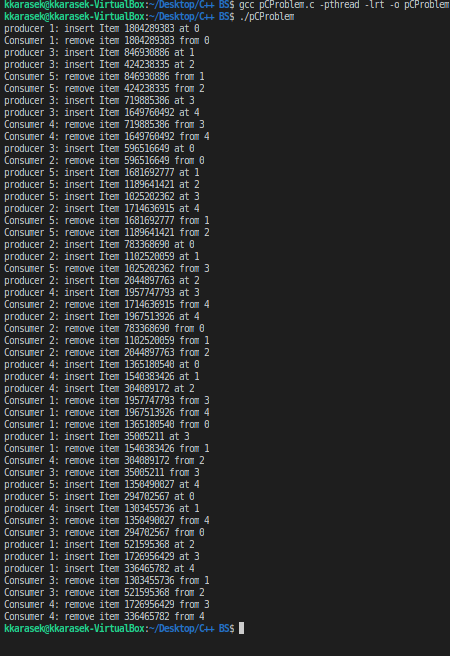 kkarasek@kkarasek-VirtualBox:~/Desktop/C++ BS$ gcc pCProblem.c -pthread -lrt -o pCProblem
kkarasek@kkarasek-VirtualBox:~/Desktop/C++ BS$ ./pCProblem
producer 1: insert Item 1804289383 at 0
Consumer 1: remove item 1804289383 from 0
producer 3: insert Item 846930886 at 1
producer 3: insert Item 424238335 at 2
Consumer 5: remove item 846930886 from 1
Consumer 5: remove item 424238335 from 2
producer 3: insert Item 719885386 at 3
producer 3: insert Item 1649760492 at 4
Consumer 4: remove item 719885386 from 3
Consumer 4: remove item 1649760492 from 4
producer 3: insert Item 596516649 at 0
Consumer 2: remove item 596516649 from 0
producer 5: insert Item 1681692777 at 1
producer 5: insert Item 1189641421 at 2
producer 5: insert Item 1025202362 at 3
producer 2: insert Item 1714636915 at 4
Consumer 5: remove item 1681692777 from 1
Consumer 5: remove item 1189641421 from 2
producer 2: insert Item 783368690 at 0
producer 2: insert Item 1102520059 at 1
Consumer 5: remove item 1025202362 from 3
producer 2: insert Item 2044897763 at 2
producer 4: insert Item 1957747793 at 3
Consumer 2: remove item 1714636915 from 4
producer 2: insert Item 1967513926 at 4
Consumer 2: remove item 783368690 from 0
Consumer 2: remove item 1102520059 from 1
Consumer 2: remove item 2044897763 from 2
producer 4: insert Item 1365180540 at 0
producer 4: insert Item 1540383426 at 1
producer 4: insert Item 304089172 at 2
Consumer 1: remove item 1957747793 from 3
Consumer 1: remove item 1967513926 from 4
Consumer 1: remove item 1365180540 from 0
producer 1: insert Item 35005211 at 3
Consumer 1: remove item 1540383426 from 1
Consumer 4: remove item 304089172 from 2
Consumer 3: remove item 35005211 from 3
producer 5: insert Item 1350490027 at 4
producer 5: insert Item 294702567 at 0
producer 4: insert Item 1303455736 at 1
Consumer 3: remove item 1350490027 from 4
Consumer 3: remove item 294702567 from 0
producer 1: insert Item 521595368 at 2
producer 1: insert Item 1726956429 at 3
producer 1: insert Item 336465782 at 4
Consumer 3: remove item 1303455736 from 1
Consumer 3: remove item 521595368 from 2
Consumer 4: remove item 1726956429 from 3
Consumer 4: remove item 336465782 from 4
kkarasek@kkarasek-VirtualBox:~/Desktop/C++ BS$